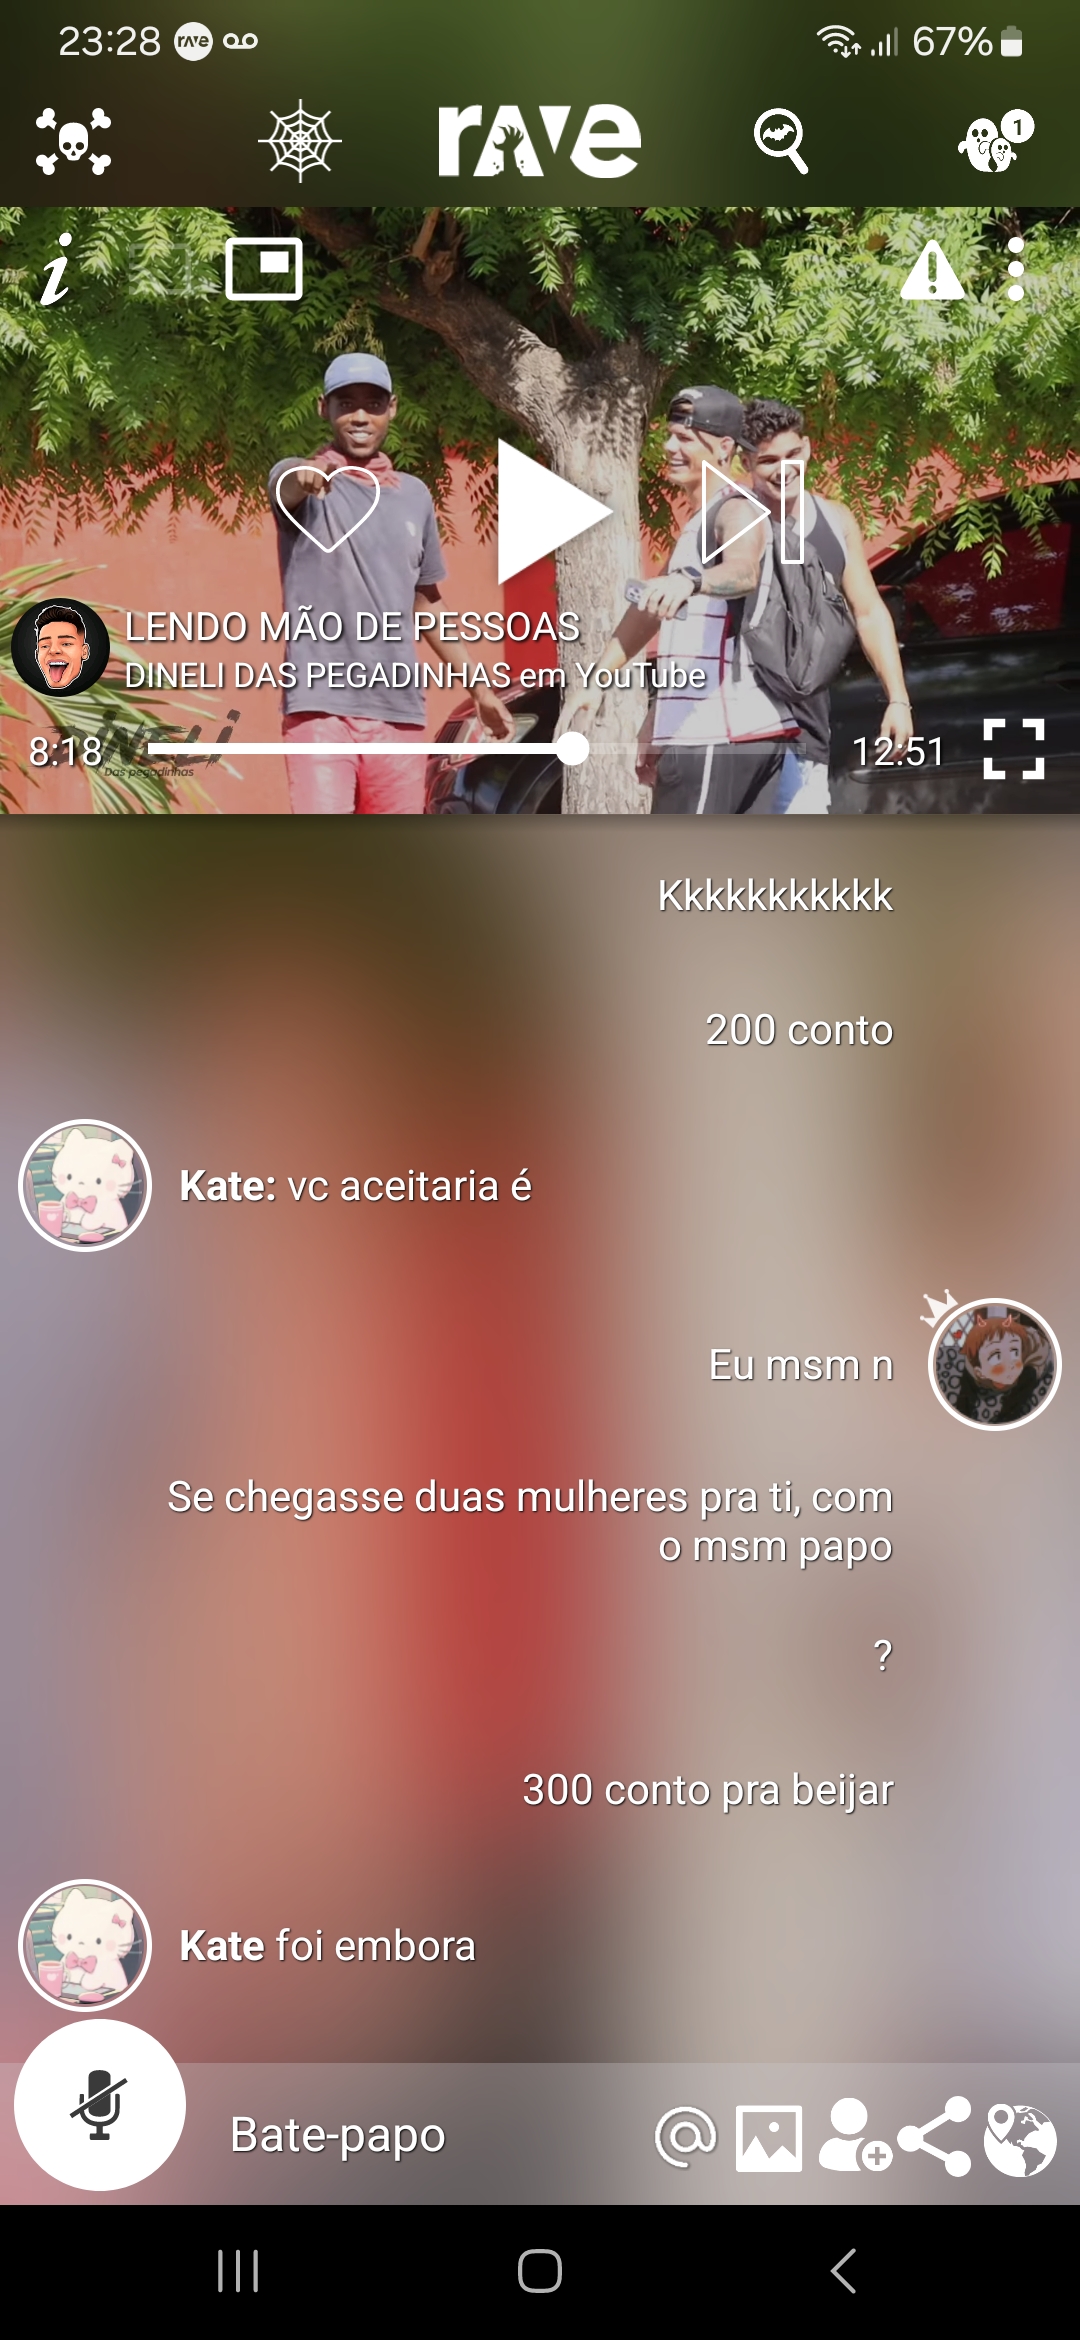 23:28 rave 67%
rave
1
LENDO MÃO DE PESSOAS
DINELI DAS PEGADINHAS em YouTube
8:18 12:51
Das pegadinhas
Kkkkkkkkkkk
200 conto
Kate: vc aceitaria é
Eu msm n
Se chegasse duas mulheres pra ti, com
o msm papo
?
300 conto pra beijar
Kate foi embora
Bate-papo